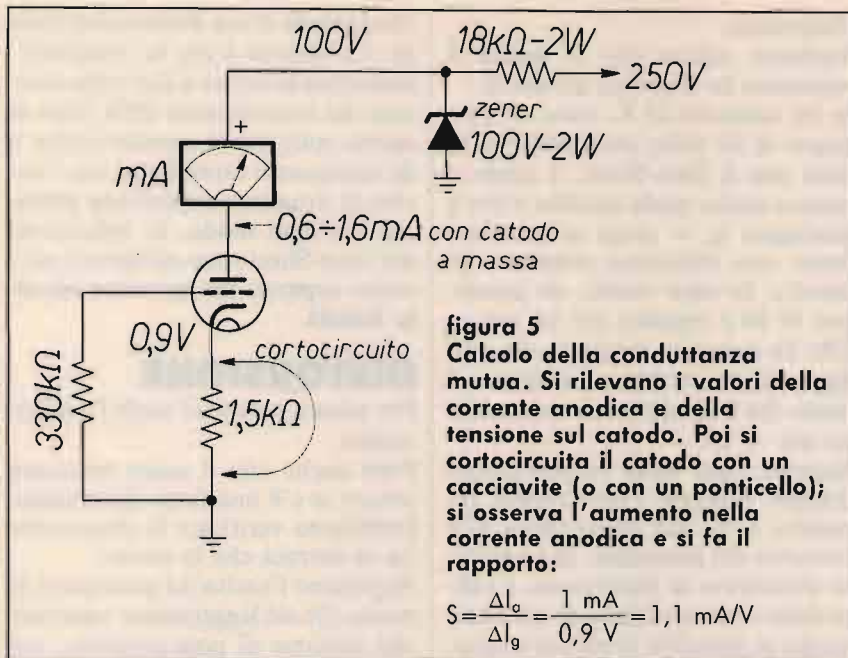 100V
18kΩ-2W
250V
zener
100V-2W
+
mA
0,6÷1,6mA con catodo
a massa
0,9V
cortocircuito
330kΩ
1,5kΩ
figura 5
Calcolo della conduttanza
mutua. Si rilevano i valori della
corrente anodica e della
tensione sul catodo. Poi si
cortocircuita il catodo con un
cacciavite (o con un ponticello);
si osserva l'aumento nella
corrente anodica e si fa il
rapporto:
S = ΔIa / ΔIg = 1 mA / 0,9 V = 1,1 mA/V